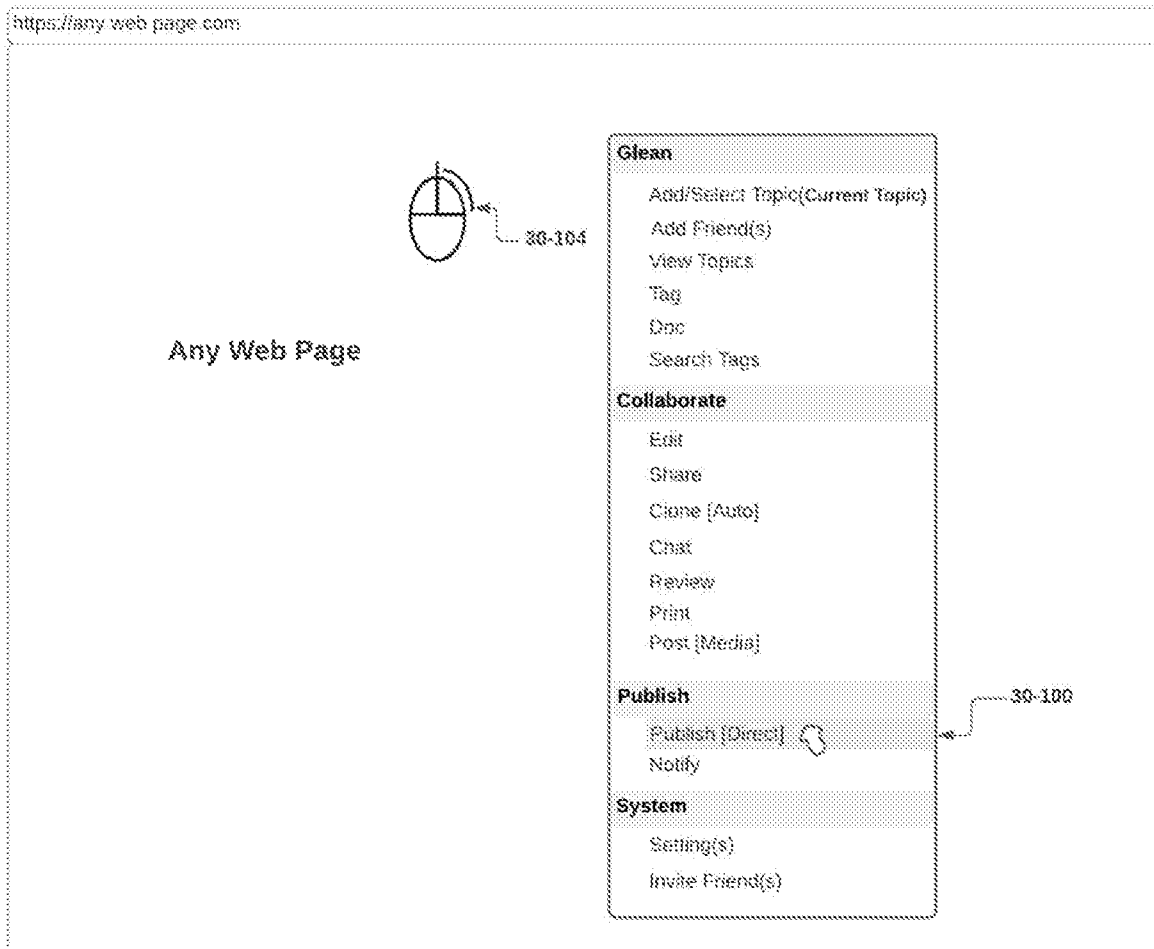 https://any web page.com
Glean
Add/Select Topic(Current Topic)
30-104
Add Friend(s)
View Topics
Tag
Doc
Any Web Page
Search Tags
Collaborate
Edit
Share
Clone [Auto]
Chat
Review
Print
Post [Media]
Publish
30-100
Publish [Direct]
Notify
System
Setting(s)
Invite Friend(s)